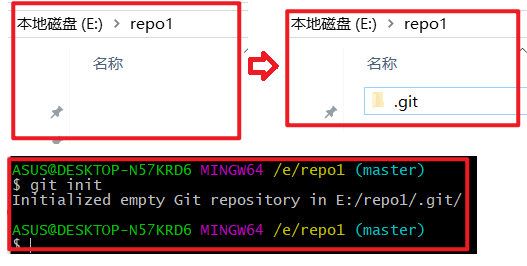 本地磁盘 (E:) > repo1
名称
本地磁盘 (E:) > repo1
名称
.git
ASUS@DESKTOP-N57KRD6 MINGW64 /e/repo1 (master)
$ git init
Initialized empty Git repository in E:/repo1/.git/
ASUS@DESKTOP-N57KRD6 MINGW64 /e/repo1 (master)
$